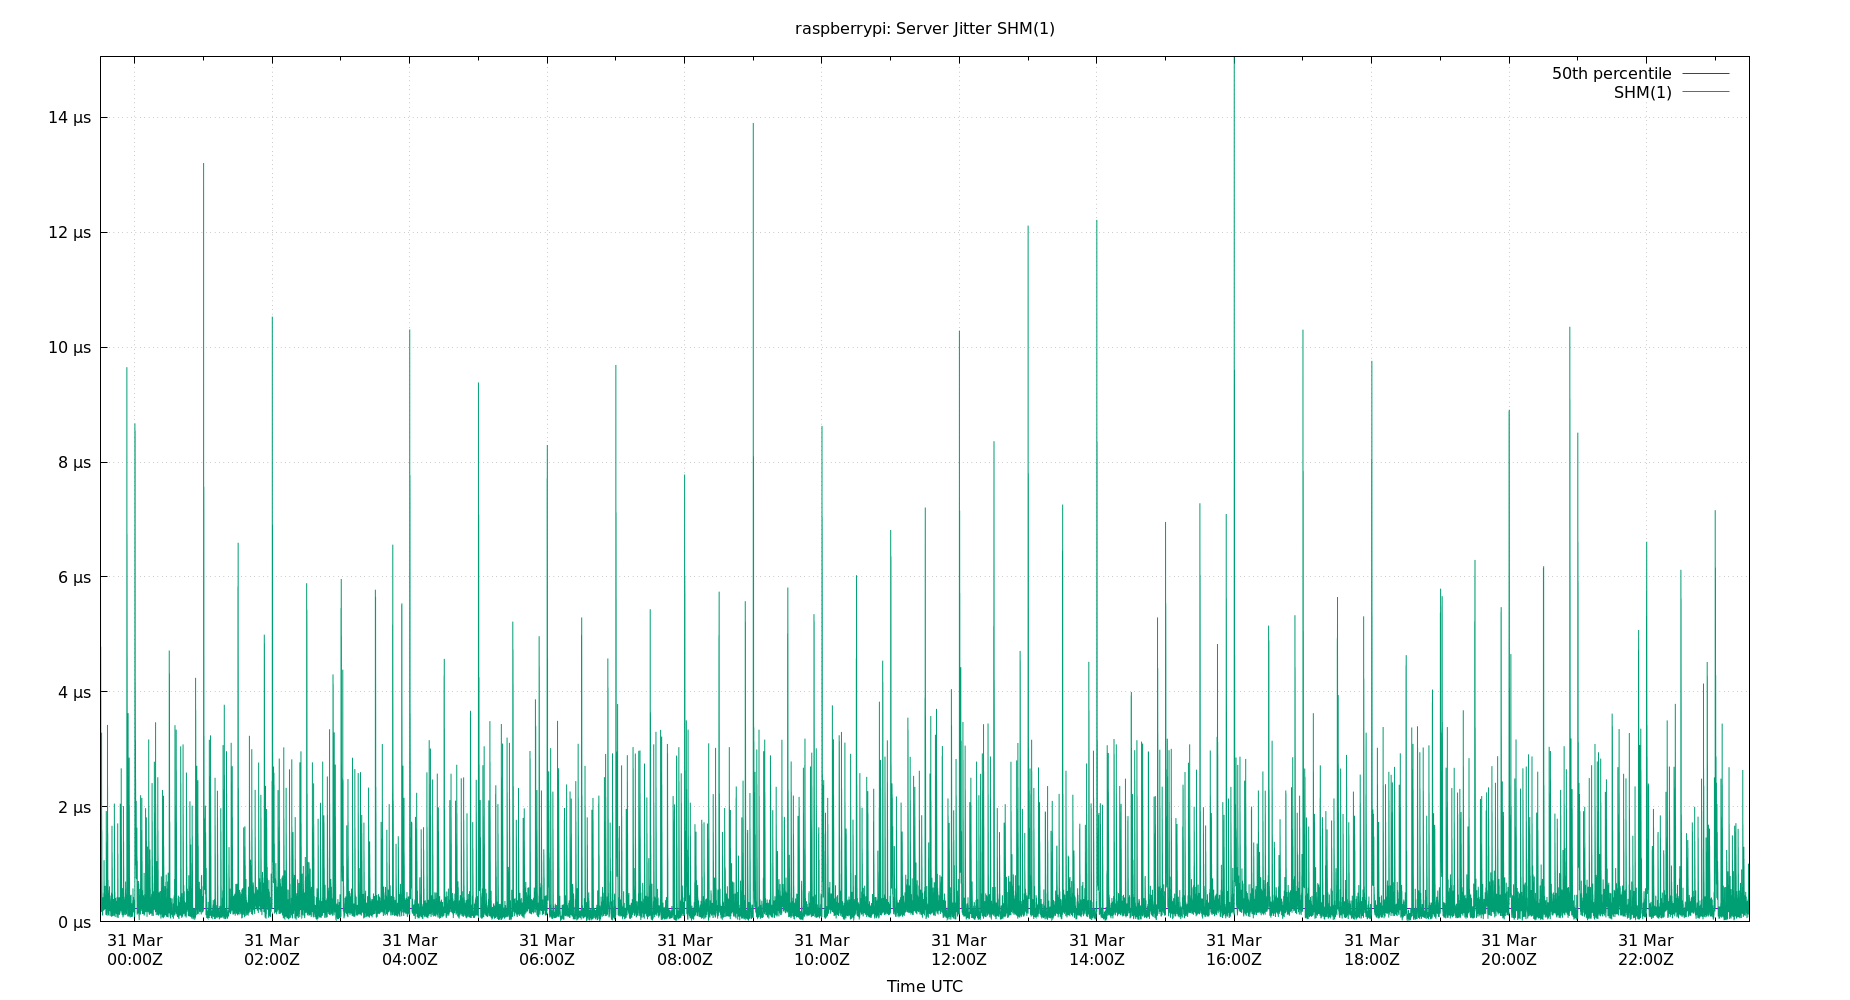 raspberrypi: Server Jitter SHM(1)
50th percentile
SHM(1)
14 µs
12 µs
10 µs
8 µs
6 µs
4 µs
2 µs
0 µs
31 Mar 31 Mar 31 Mar 31 Mar 31 Mar 31 Mar 31 Mar 31 Mar 31 Mar 31 Mar 31 Mar 31 Mar
00:00Z 02:00Z 04:00Z 06:00Z 08:00Z 10:00Z 12:00Z 14:00Z 16:00Z 18:00Z 20:00Z 22:00Z
Time UTC